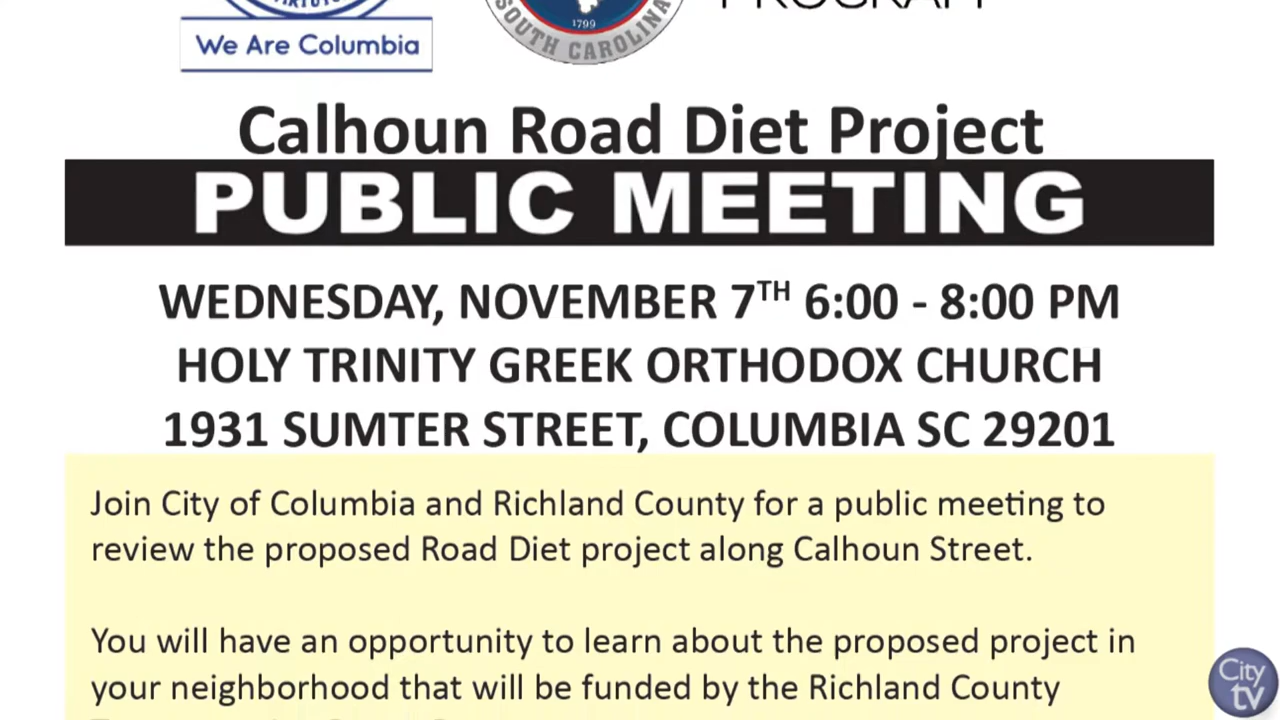 We Are Columbia
1799
SOUTH CAROLINA
PROGRAM
Calhoun Road Diet Project
PUBLIC MEETING
WEDNESDAY, NOVEMBER 7TH 6:00 - 8:00 PM
HOLY TRINITY GREEK ORTHODOX CHURCH
1931 SUMTER STREET, COLUMBIA SC 29201
Join City of Columbia and Richland County for a public meeting to
review the proposed Road Diet project along Calhoun Street.
You will have an opportunity to learn about the proposed project in
your neighborhood that will be funded by the Richland County
City
tv